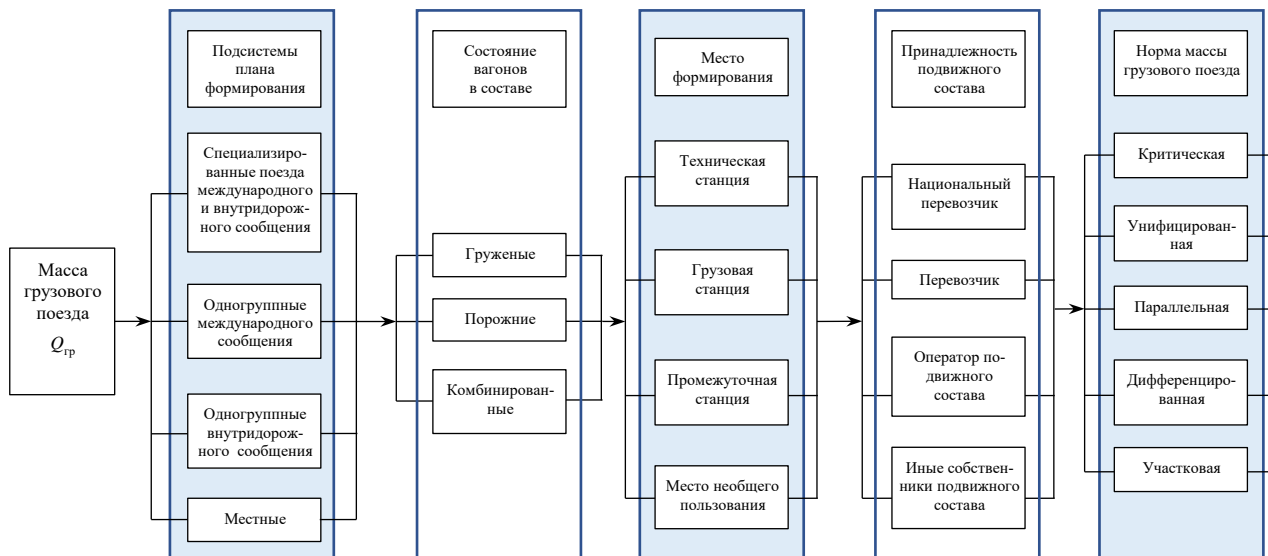 Масса
грузового
поезда
Qгр
Подсистемы
плана
формирования
Специализиро-
ванные поезда
международного
и внутридорож-
ного сообщения
Одногруппные
международного
сообщения
Одногруппные
внутридорож-
ного сообщения
Местные
Состояние
вагонов
в составе
Груженые
Порожние
Комбинирован-
ные
Место
формирования
Техническая
станция
Грузовая
станция
Промежуточная
станция
Место необщего
пользования
Принадлежность
подвижного
состава
Национальный
перевозчик
Перевозчик
Оператор по-
движного
состава
Иные собствен-
ники подвижного
состава
Норма массы
грузового поезда
Критическая
Унифицирован-
ная
Параллельная
Дифференциро-
ванная
Участковая